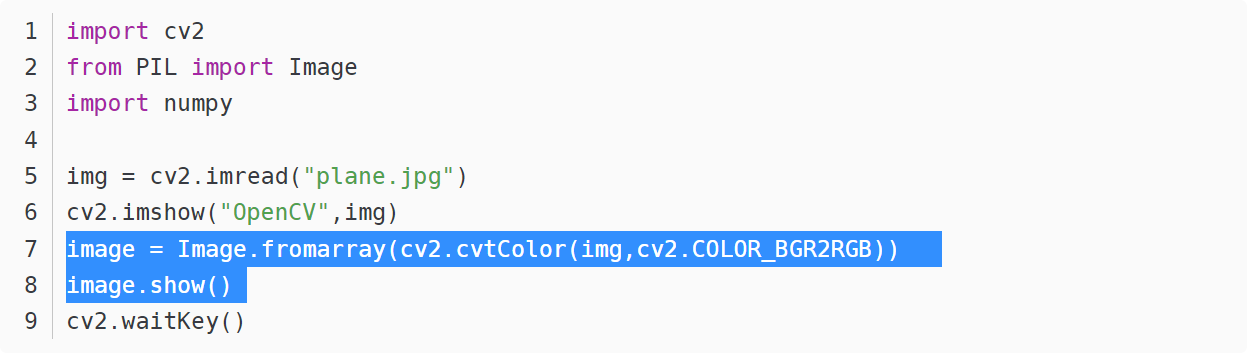 1 import cv2
2 from PIL import Image
3 import numpy
4
5 img = cv2.imread("plane.jpg")
6 cv2.imshow("OpenCV",img)
7 image = Image.fromarray(cv2.cvtColor(img,cv2.COLOR_BGR2RGB))
8 image.show()
9 cv2.waitKey()